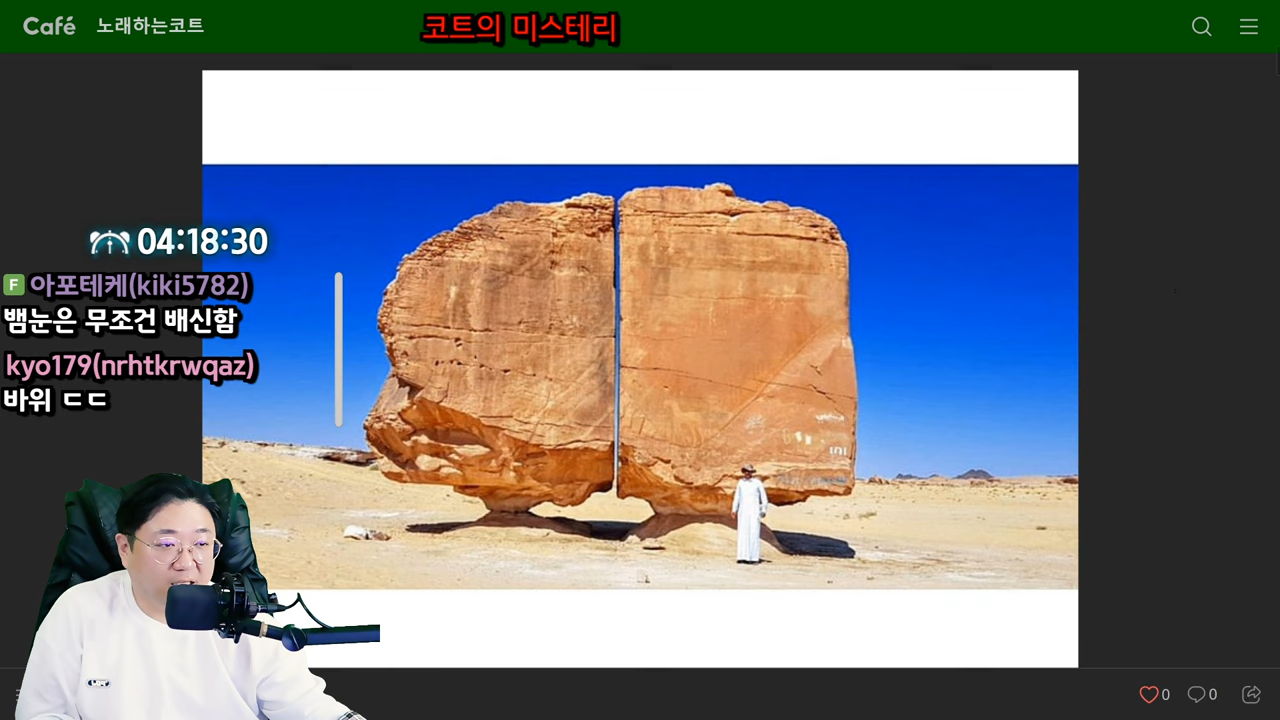 Café 노래하는코트
코트의 미스테리
04:18:30
F 아포테케(kiki5782)
뱀눈은 무조건 배신함
kyo179(nrhtkrwqaz)
바위 ㄷㄷ
0 0